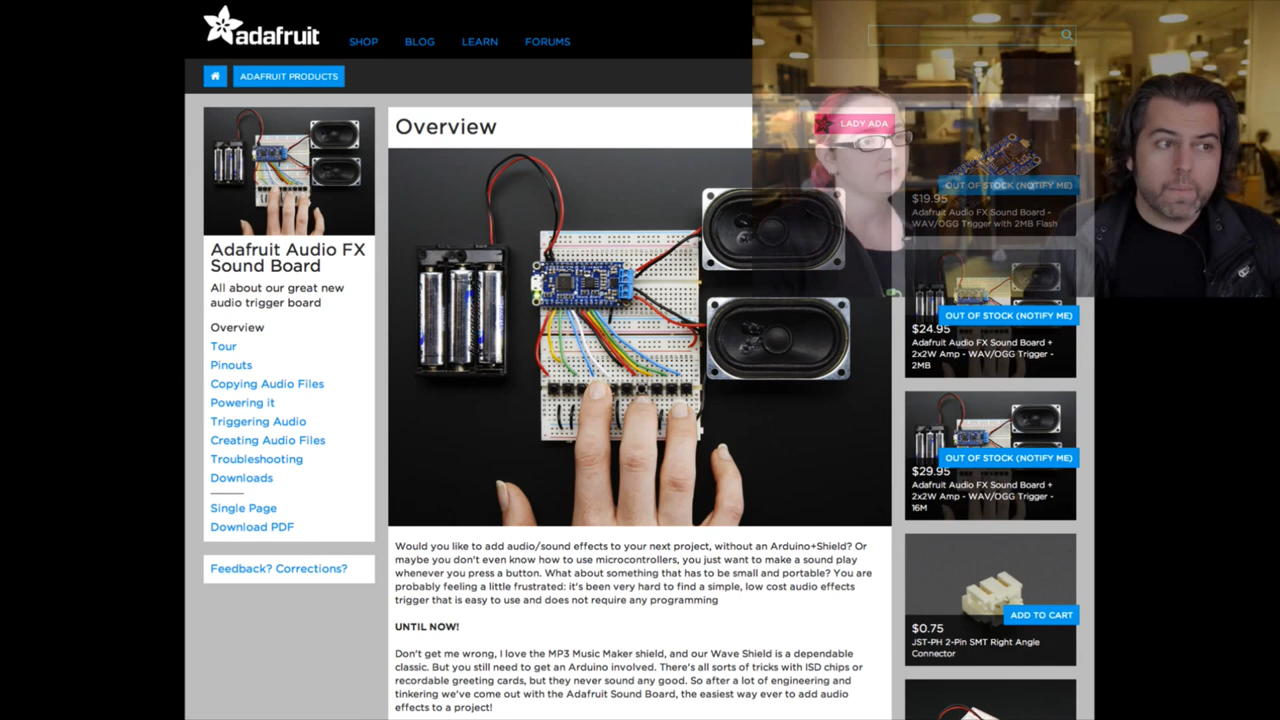 adafruit
SHOP
BLOG
LEARN
FORUMS
ADAFRUIT PRODUCTS
Adafruit Audio FX
Sound Board
All about our great new
audio trigger board
Overview
Tour
Pinouts
Copying Audio Files
Powering it
Triggering Audio
Creating Audio Files
Troubleshooting
Downloads
Single Page
Download PDF
Feedback? Corrections?
Overview
Would you like to add audio/sound effects to your next project, without an Arduino+Shield? Or
maybe you don't even know how to use microcontrollers, you just want to make a sound play
whenever you press a button. What about something that has to be small and portable? You are
probably feeling a little frustrated: it's been very hard to find a simple, low cost audio effects
trigger that is easy to use and does not require any programming
UNTIL NOW!
Don't get me wrong, I love the MP3 Music Maker shield, and our Wave Shield is a dependable
classic. But you still need to get an Arduino involved. There's all sorts of tricks with ISD chips or
recordable greeting cards, but they never sound any good. So after a lot of engineering and
tinkering we've come out with the Adafruit Sound Board, the easiest way ever to add audio
effects to a project!
LADY ADA
OUT OF STOCK (NOTIFY ME)
$19.95
Adafruit Audio FX Sound Board -
WAV/OGG Trigger with 2MB Flash
OUT OF STOCK (NOTIFY ME)
$24.95
Adafruit Audio FX Sound Board +
2x2W Amp - WAV/OGG Trigger -
2MB
OUT OF STOCK (NOTIFY ME)
$29.95
Adafruit Audio FX Sound Board +
2x2W Amp - WAV/OGG Trigger -
16M
ADD TO CART
$0.75
JST-PH 2-Pin SMT Right Angle
Connector